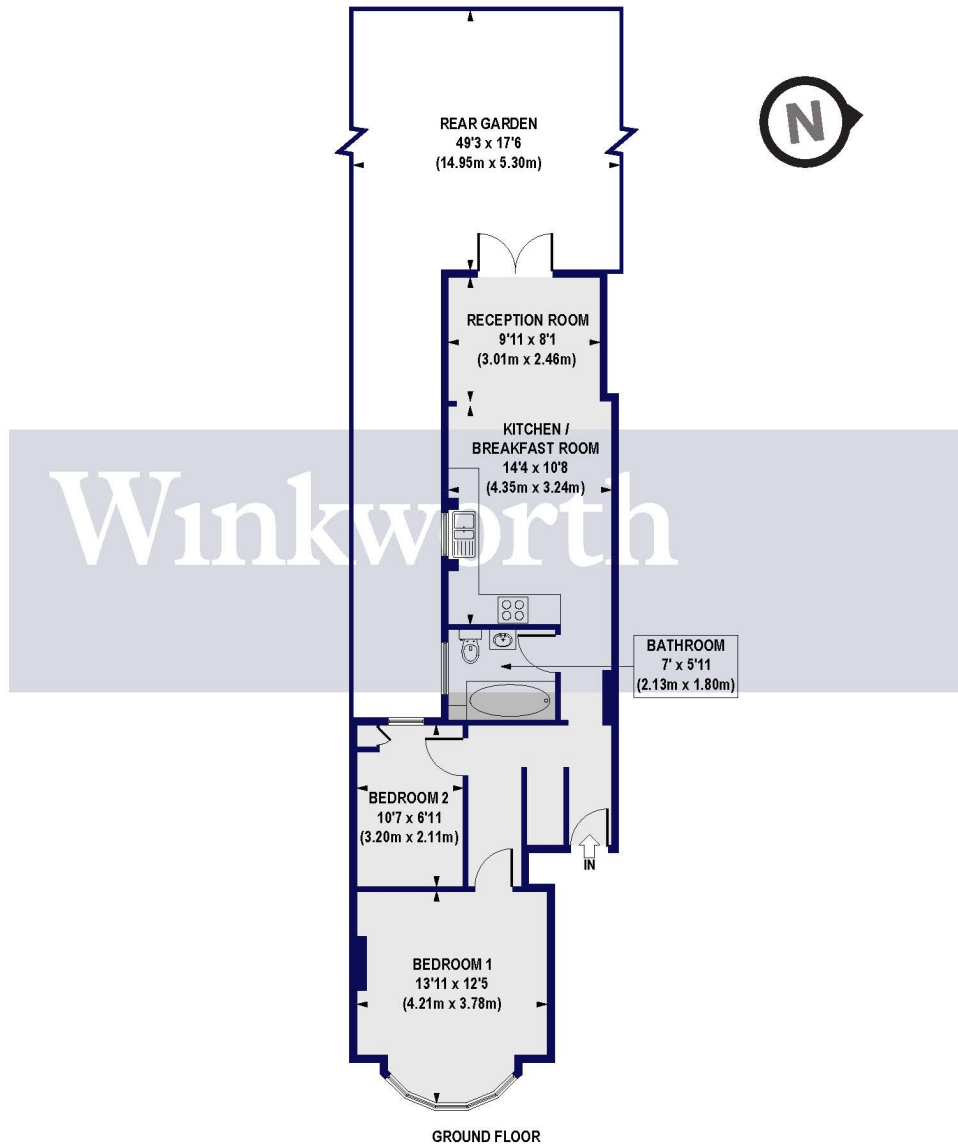 N
REAR GARDEN
49'3 x 17'6
(14.95m x 5.30m)
RECEPTION ROOM
9'11 x 8'1
(3.01m x 2.46m)
KITCHEN /
BREAKFAST ROOM
14'4 x 10'8
(4.35m x 3.24m)
Winkworth
BATHROOM
7' x 5'11
(2.13m x 1.80m)
BEDROOM 2
10'7 x 6'11
(3.20m x 2.11m)
IN
BEDROOM 1
13'11 x 12'5
(4.21m x 3.78m)
GROUND FLOOR